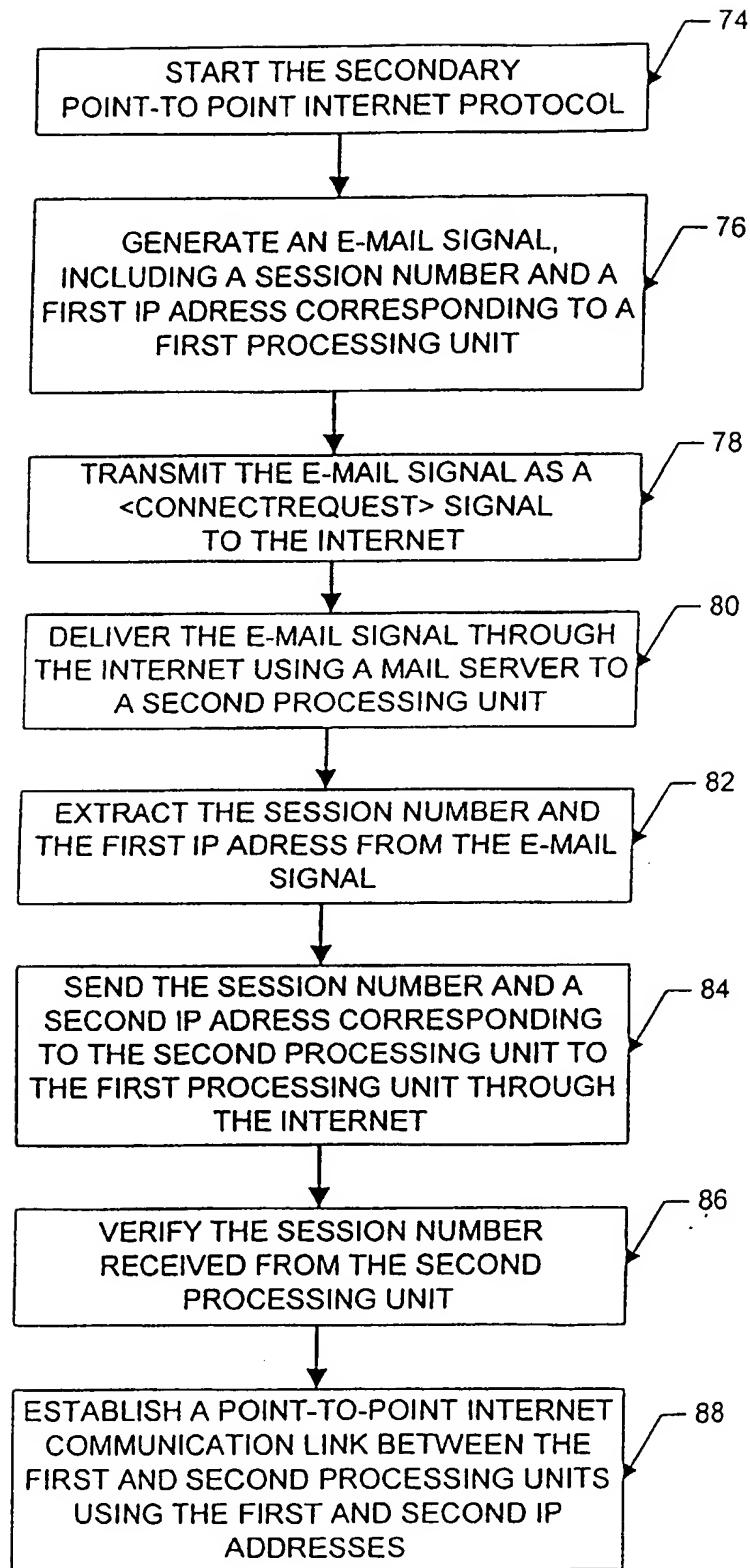 74
START THE SECONDARY
POINT-TO POINT INTERNET PROTOCOL
76
GENERATE AN E-MAIL SIGNAL,
INCLUDING A SESSION NUMBER AND A
FIRST IP ADRESS CORRESPONDING TO A
FIRST PROCESSING UNIT
78
TRANSMIT THE E-MAIL SIGNAL AS A
<CONNECTREQUEST> SIGNAL
TO THE INTERNET
80
DELIVER THE E-MAIL SIGNAL THROUGH
THE INTERNET USING A MAIL SERVER TO
A SECOND PROCESSING UNIT
82
EXTRACT THE SESSION NUMBER AND
THE FIRST IP ADRESS FROM THE E-MAIL
SIGNAL
84
SEND THE SESSION NUMBER AND A
SECOND IP ADRESS CORRESPONDING
TO THE SECOND PROCESSING UNIT TO
THE FIRST PROCESSING UNIT THROUGH
THE INTERNET
86
VERIFY THE SESSION NUMBER
RECEIVED FROM THE SECOND
PROCESSING UNIT
88
ESTABLISH A POINT-TO-POINT INTERNET
COMMUNICATION LINK BETWEEN THE
FIRST AND SECOND PROCESSING UNITS
USING THE FIRST AND SECOND IP
ADDRESSES